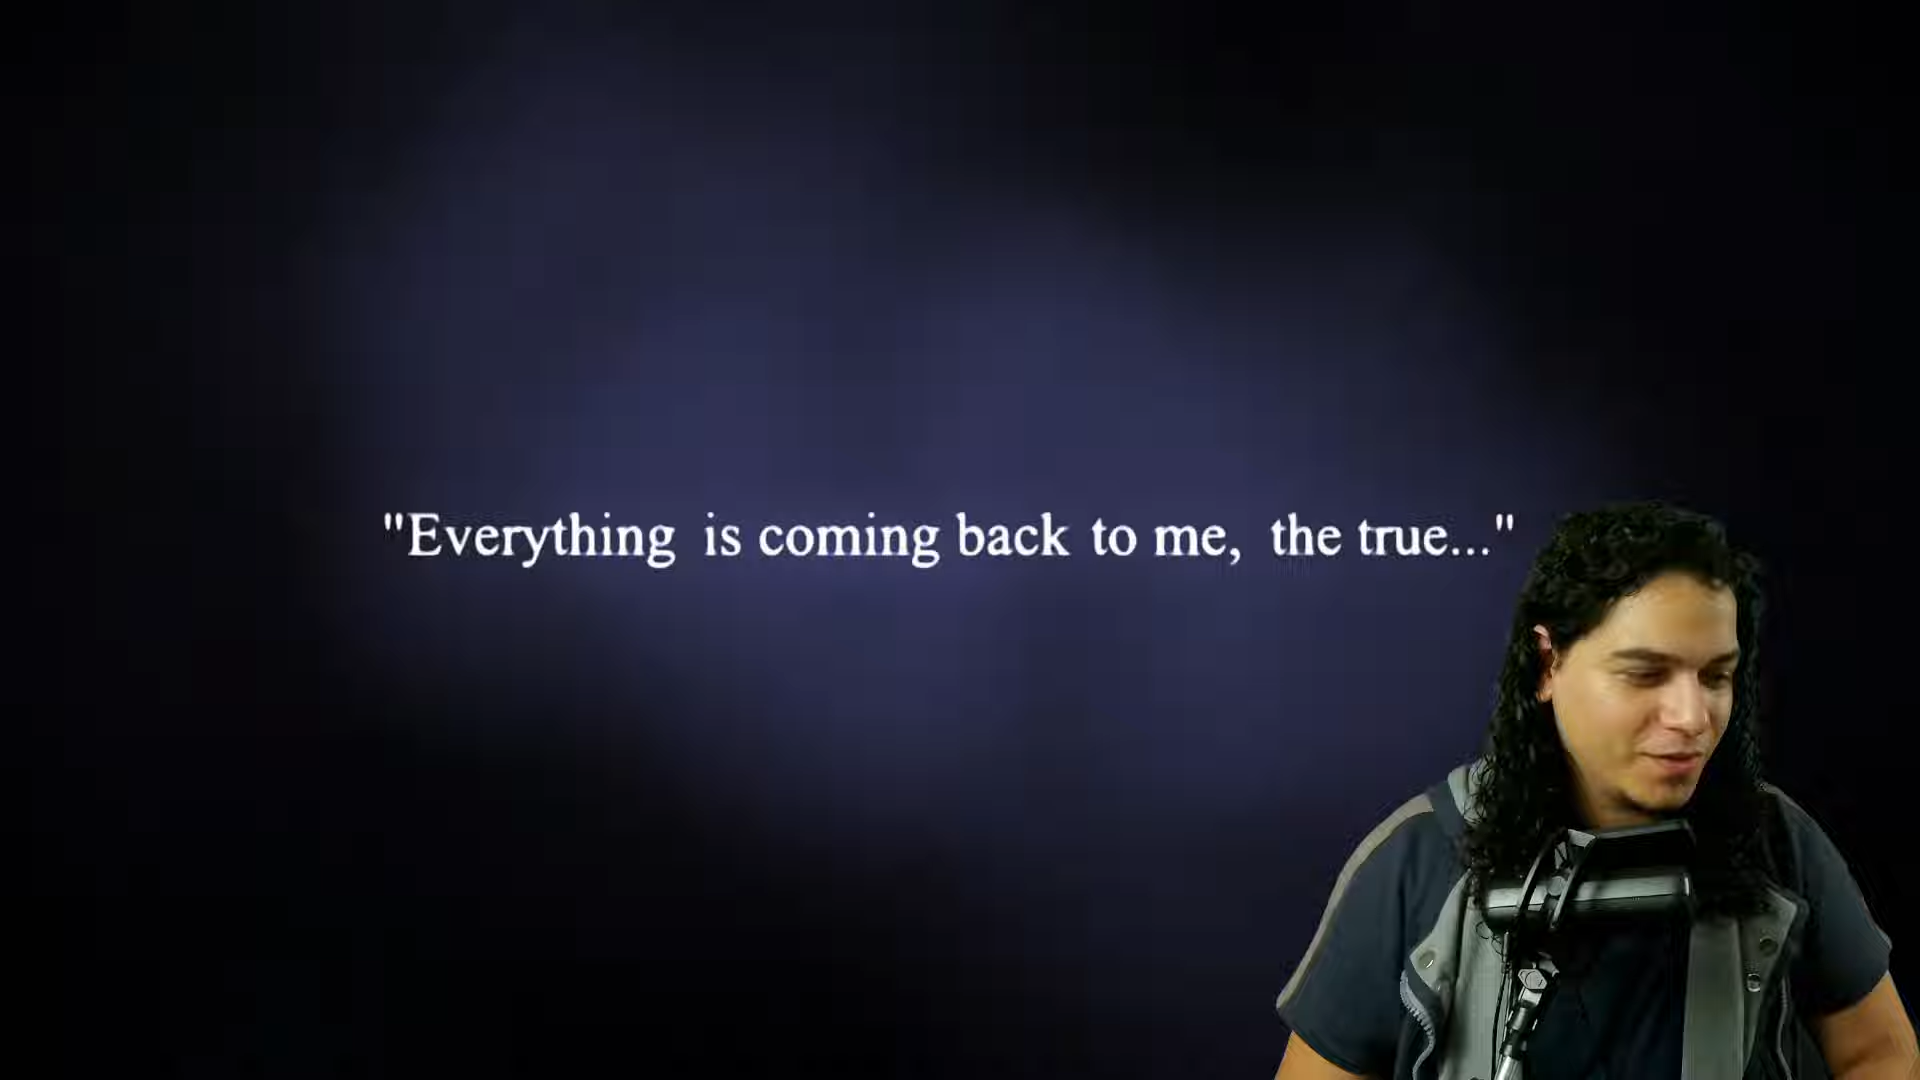 "Everything is coming back to me, the true..."